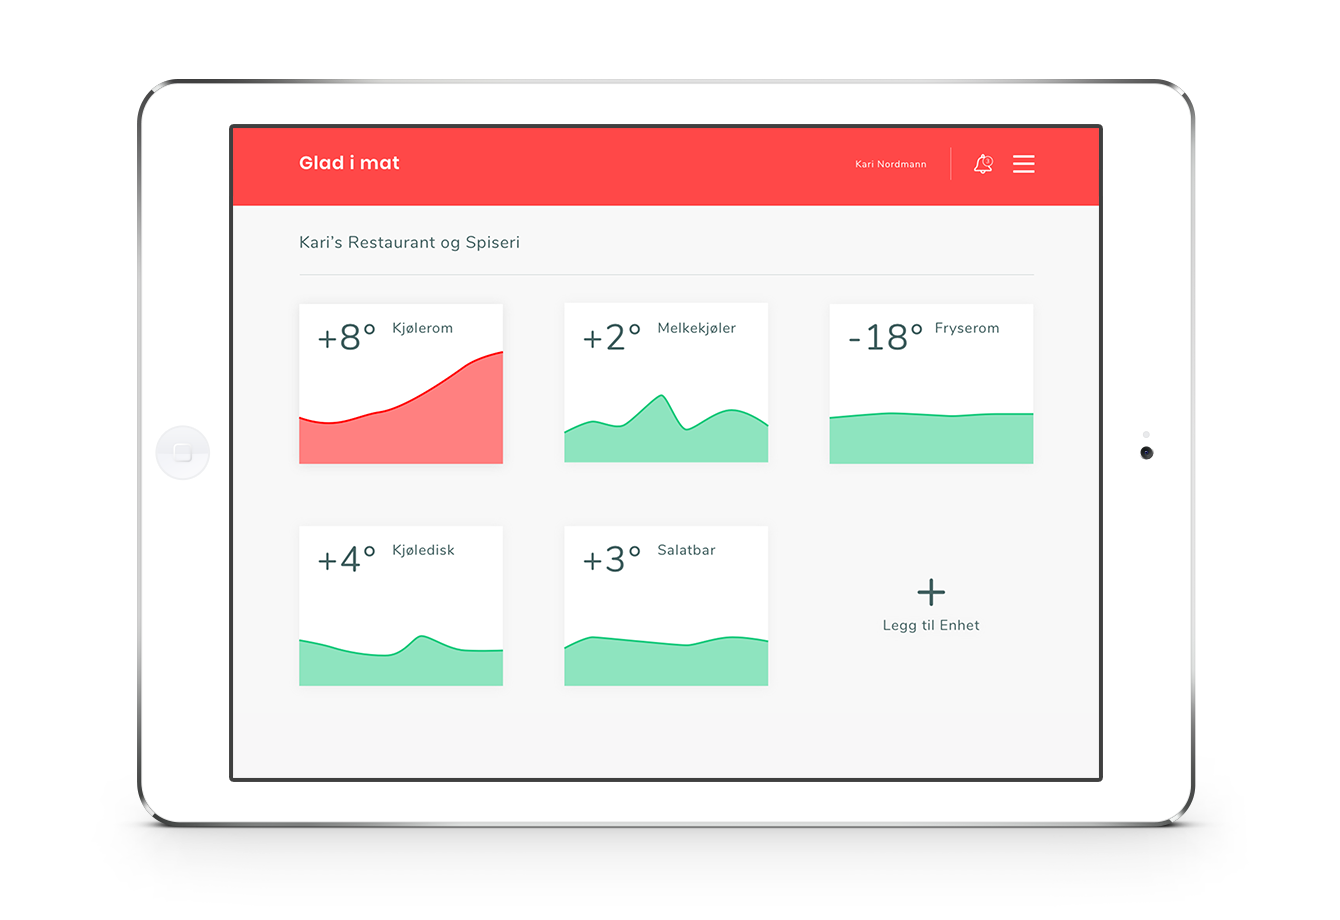 Glad i mat
Kari Nordmann
3
Kari’s Restaurant og Spiseri
+8° Kjølerom
+2° Melkekjøler
-18° Fryserom
+4° Kjøledisk
+3° Salatbar
Legg til Enhet